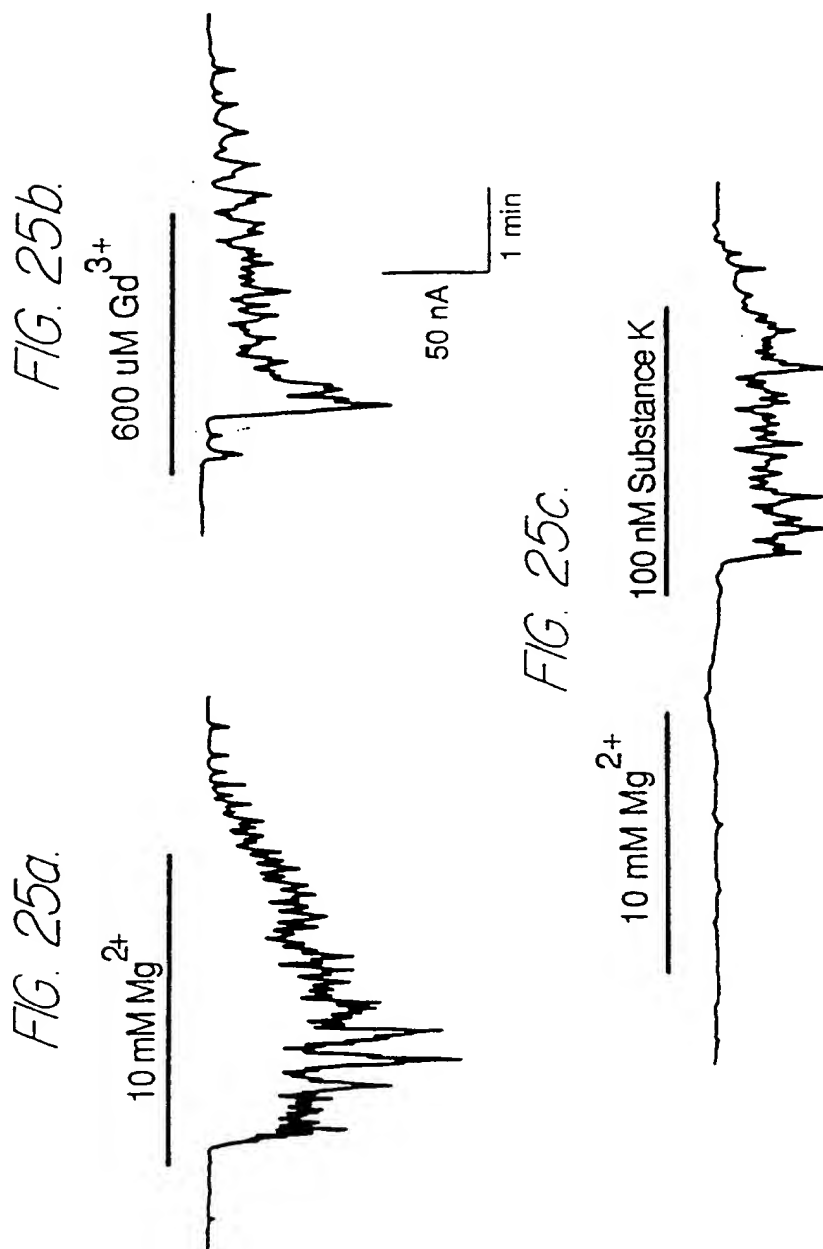 FIG. 25a.
10 mM Mg2+
FIG. 25b.
600 uM Gd3+
50 nA
1 min
FIG. 25c.
10 mM Mg2+
100 nM Substance K